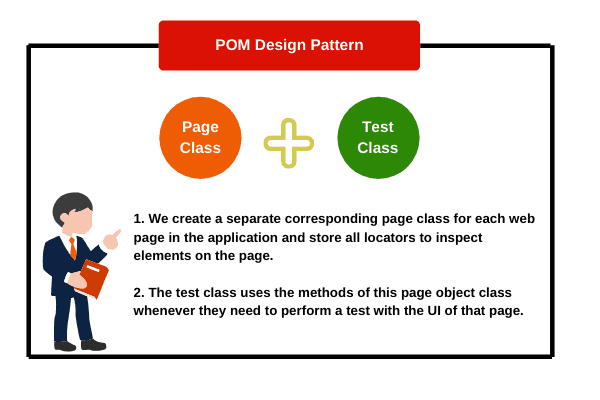 POM Design Pattern
Page
Class
Test
Class
1. We create a separate corresponding page class for each web
page in the application and store all locators to inspect
elements on the page.
2. The test class uses the methods of this page object class
whenever they need to perform a test with the UI of that page.